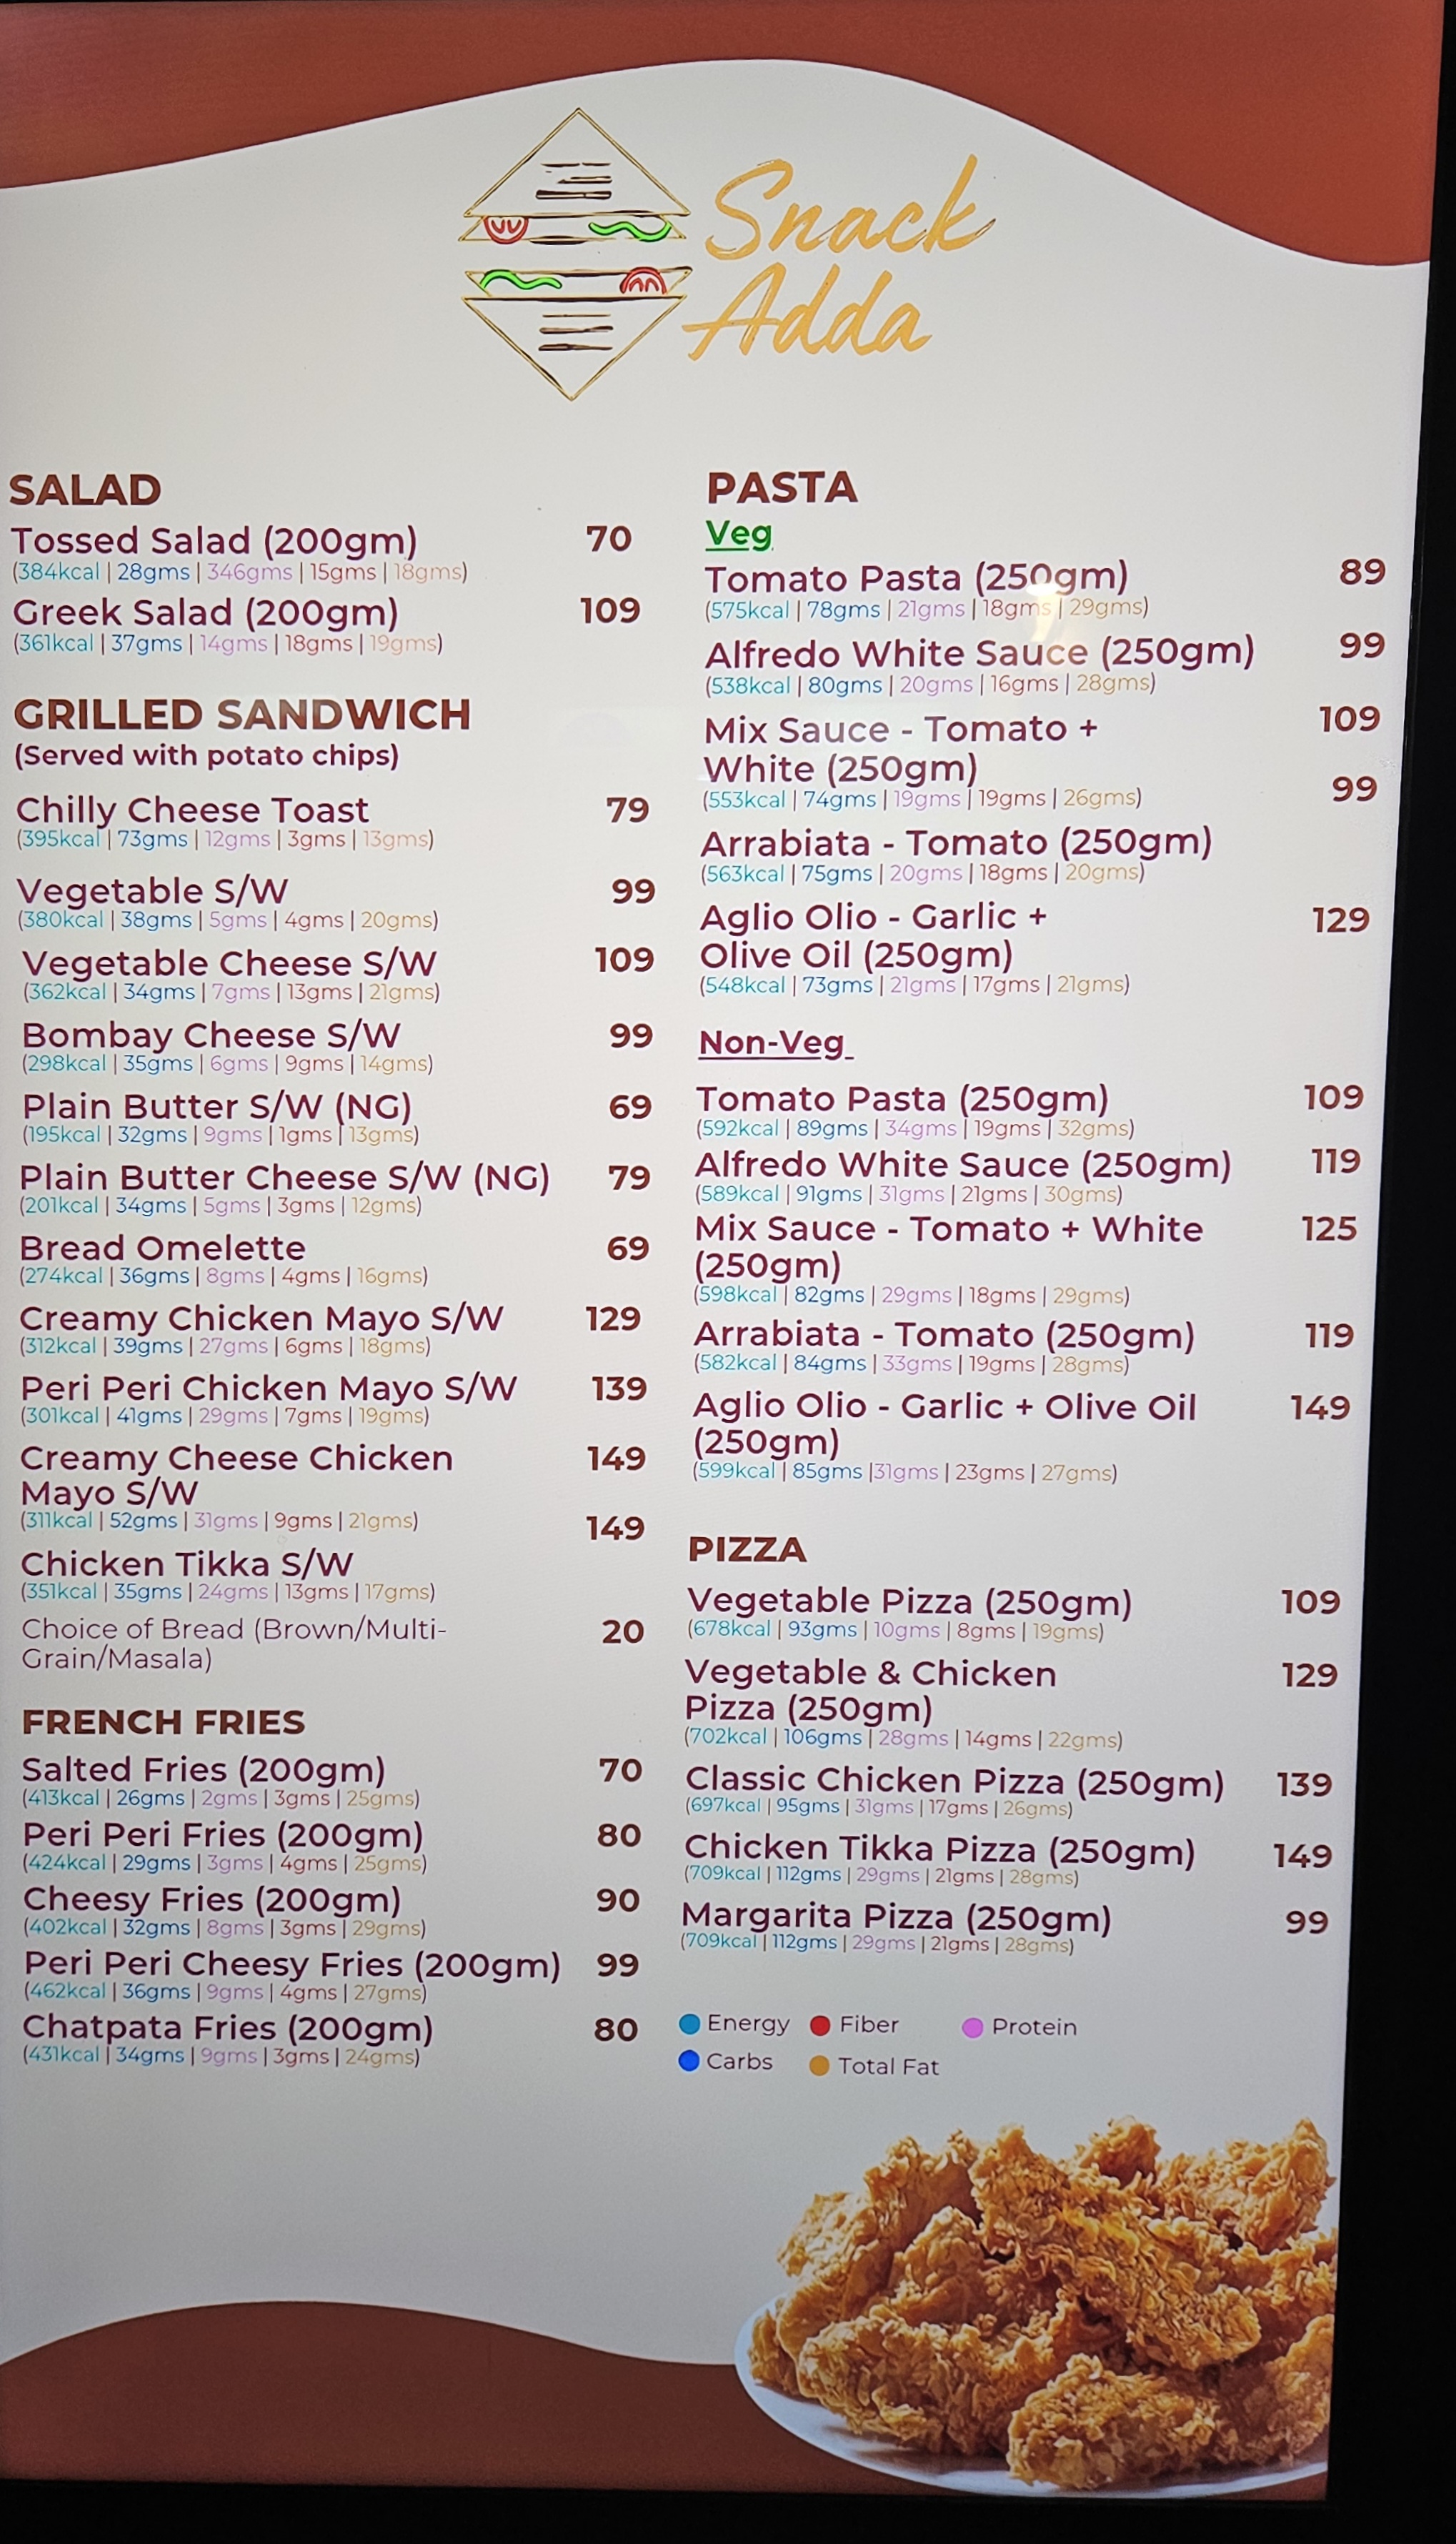 Snack
Adda
SALAD
Tossed Salad (200gm) 70
(384kcal | 28gms | 346gms | 15gms | 18gms)
Greek Salad (200gm) 109
(361kcal | 37gms | 14gms | 18gms | 19gms)
GRILLED SANDWICH
(Served with potato chips)
Chilly Cheese Toast 79
(395kcal | 73gms | 12gms | 3gms | 13gms)
Vegetable S/W 99
(380kcal | 38gms | 5gms | 4gms | 20gms)
Vegetable Cheese S/W 109
(362kcal | 34gms | 7gms | 13gms | 21gms)
Bombay Cheese S/W 99
(298kcal | 35gms | 6gms | 9gms | 14gms)
Plain Butter S/W (NG) 69
(195kcal | 32gms | 9gms | 1gms | 13gms)
Plain Butter Cheese S/W (NG) 79
(201kcal | 34gms | 5gms | 3gms | 12gms)
Bread Omelette 69
(274kcal | 36gms | 8gms | 4gms | 16gms)
Creamy Chicken Mayo S/W 129
(312kcal | 39gms | 27gms | 6gms | 18gms)
Peri Peri Chicken Mayo S/W 139
(301kcal | 41gms | 29gms | 7gms | 19gms)
Creamy Cheese Chicken 149
Mayo S/W
(311kcal | 52gms | 31gms | 9gms | 21gms)
149
Chicken Tikka S/W
(351kcal | 35gms | 24gms | 13gms | 17gms)
Choice of Bread (Brown/Multi- 20
Grain/Masala)
FRENCH FRIES
Salted Fries (200gm) 70
(413kcal | 26gms | 2gms | 3gms | 25gms)
Peri Peri Fries (200gm) 80
(424kcal | 29gms | 3gms | 4gms | 25gms)
Cheesy Fries (200gm) 90
(402kcal | 32gms | 8gms | 3gms | 29gms)
Peri Peri Cheesy Fries (200gm) 99
(462kcal | 36gms | 9gms | 4gms | 27gms)
Chatpata Fries (200gm) 80
(431kcal | 34gms | 9gms | 3gms | 24gms)
PASTA
Veg
Tomato Pasta (250gm) 89
(575kcal | 78gms | 21gms | 18gms | 29gms)
Alfredo White Sauce (250gm) 99
(538kcal | 80gms | 20gms | 16gms | 28gms)
Mix Sauce - Tomato + 109
White (250gm)
(553kcal | 74gms | 19gms | 19gms | 26gms)
99
Arrabiata - Tomato (250gm)
(563kcal | 75gms | 20gms | 18gms | 20gms)
Aglio Olio - Garlic + 129
Olive Oil (250gm)
(548kcal | 73gms | 21gms | 17gms | 21gms)
Non-Veg
Tomato Pasta (250gm) 109
(592kcal | 89gms | 34gms | 19gms | 32gms)
Alfredo White Sauce (250gm) 119
(589kcal | 91gms | 31gms | 21gms | 30gms)
Mix Sauce - Tomato + White 125
(250gm)
(598kcal | 82gms | 29gms | 18gms | 29gms)
Arrabiata - Tomato (250gm) 119
(582kcal | 84gms | 33gms | 19gms | 28gms)
Aglio Olio - Garlic + Olive Oil 149
(250gm)
(599kcal | 85gms |31gms | 23gms | 27gms)
PIZZA
Vegetable Pizza (250gm) 109
(678kcal | 93gms | 10gms | 8gms | 19gms)
Vegetable & Chicken 129
Pizza (250gm)
(702kcal | 106gms | 28gms | 14gms | 22gms)
Classic Chicken Pizza (250gm) 139
(697kcal | 95gms | 31gms | 17gms | 26gms)
Chicken Tikka Pizza (250gm) 149
(709kcal | 112gms | 29gms | 21gms | 28gms)
Margarita Pizza (250gm) 99
(709kcal | 112gms | 29gms | 21gms | 28gms)
Energy Fiber Protein
Carbs Total Fat